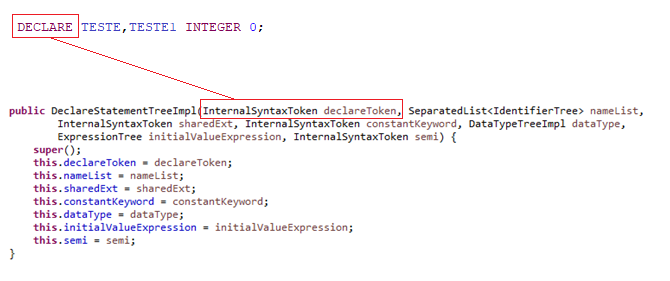 DECLARE TESTE,TESTE1 INTEGER 0;
public DeclareStatementTreeImpl(InternalSyntaxToken declareToken, SeparatedList<IdentifierTree> nameList,
InternalSyntaxToken sharedExt, InternalSyntaxToken constantKeyword, DataTypeTreeImpl dataType,
ExpressionTree initialValueExpression, InternalSyntaxToken semi) {
super();
this.declareToken = declareToken;
this.nameList = nameList;
this.sharedExt = sharedExt;
this.constantKeyword = constantKeyword;
this.dataType = dataType;
this.initialValueExpression = initialValueExpression;
this.semi = semi;
}